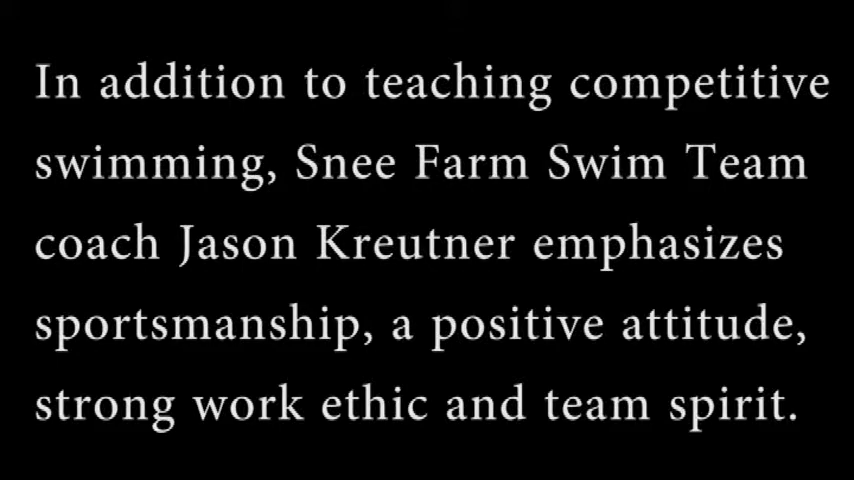 In addition to teaching competitive
swimming, Snee Farm Swim Team
coach Jason Kreutner emphasizes
sportsmanship, a positive attitude,
strong work ethic and team spirit.